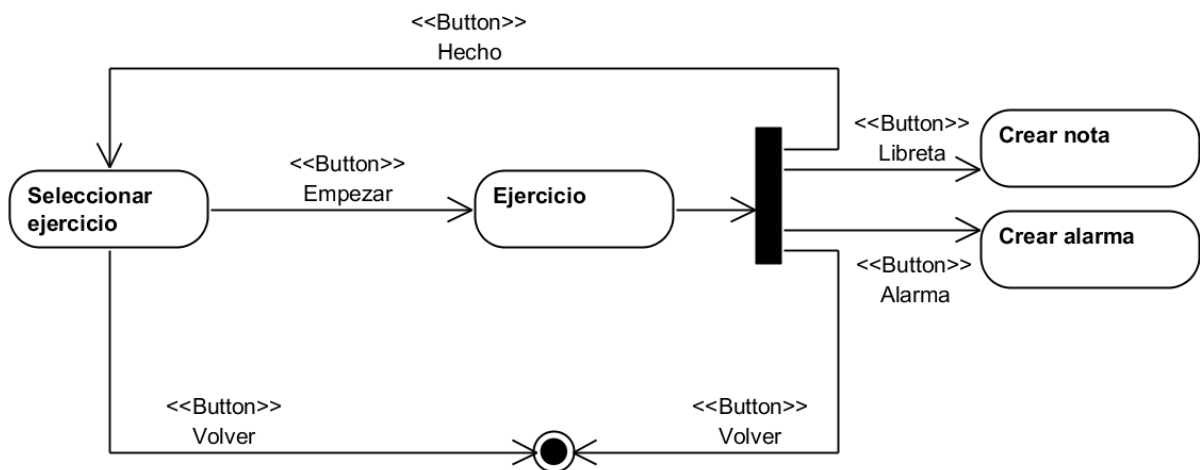 <<Button>>
Hecho
<<Button>>
Libreta
Crear nota
<<Button>>
Empezar
Seleccionar
ejercicio
Ejercicio
Crear alarma
<<Button>>
Alarma
<<Button>>
Volver
<<Button>>
Volver